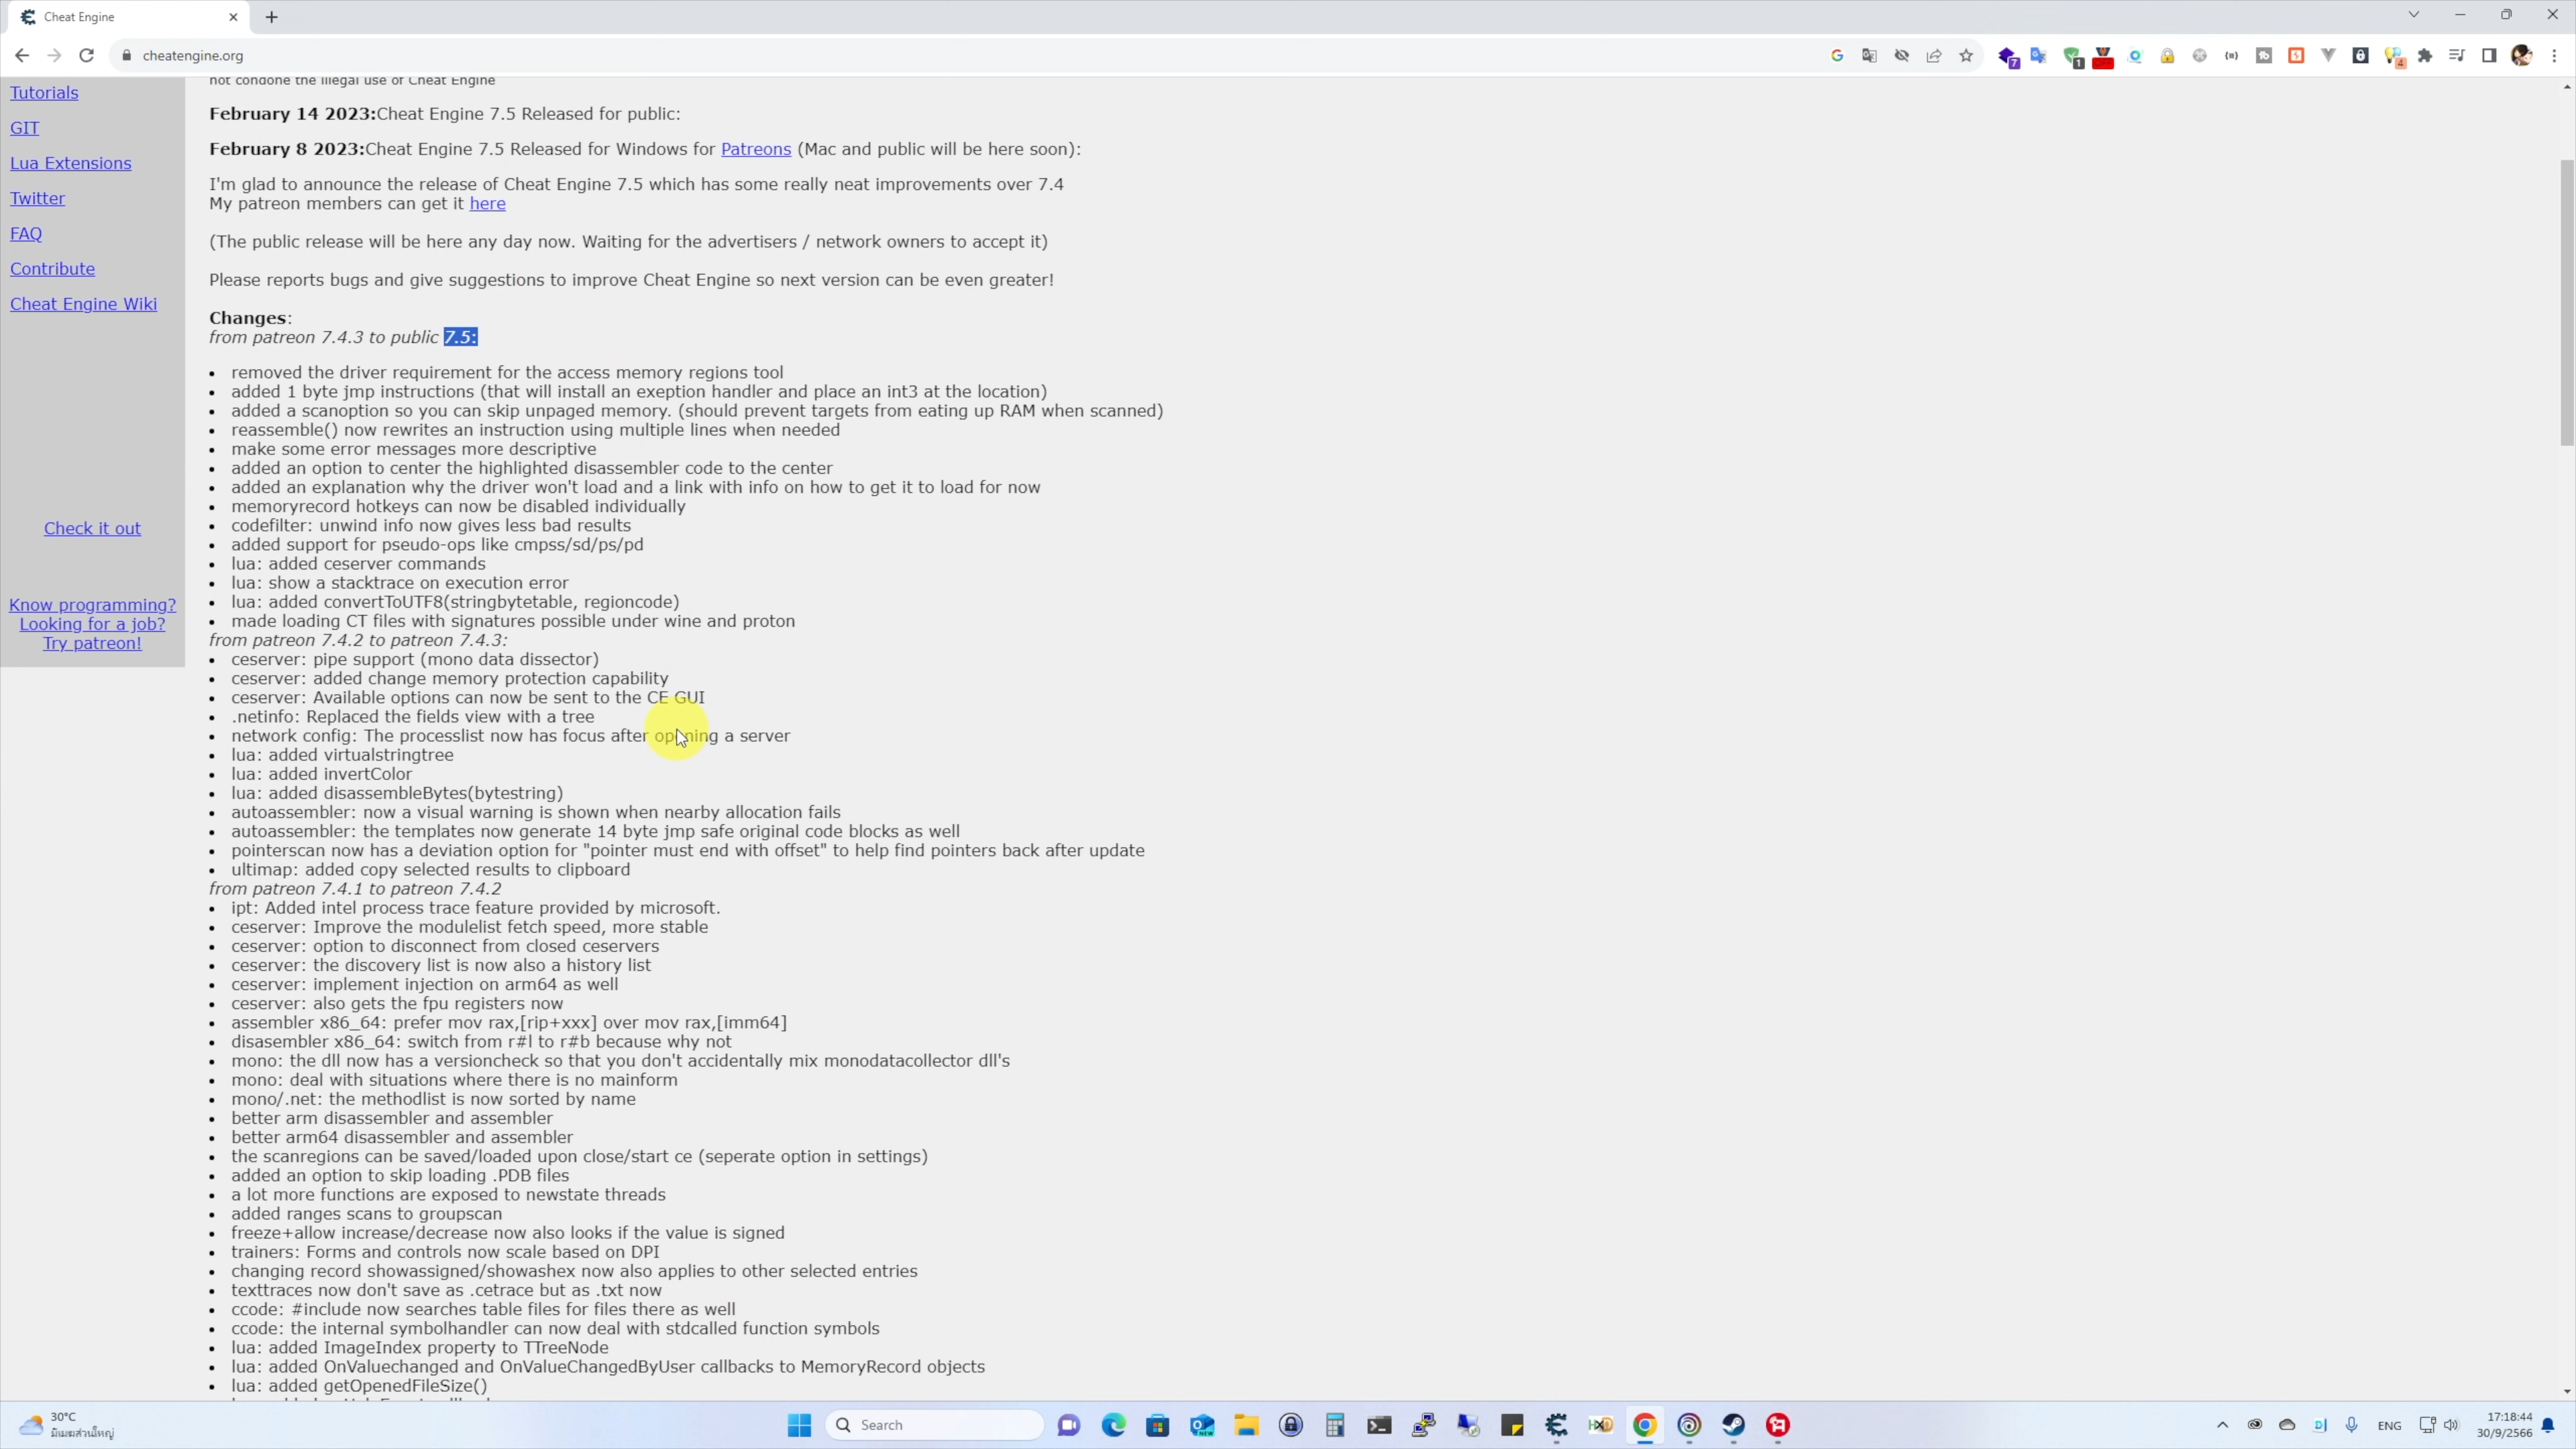 Cheat Engine
cheatengine.org
not condone the illegal use of Cheat Engine
Tutorials
GIT
Lua Extensions
Twitter
FAQ
Contribute
Cheat Engine Wiki
Check it out
Know programming?
Looking for a job?
Try patreon!
February 14 2023:Cheat Engine 7.5 Released for public:
February 8 2023:Cheat Engine 7.5 Released for Windows for Patreons (Mac and public will be here soon):
I'm glad to announce the release of Cheat Engine 7.5 which has some really neat improvements over 7.4
My patreon members can get it here
(The public release will be here any day now. Waiting for the advertisers / network owners to accept it)
Please reports bugs and give suggestions to improve Cheat Engine so next version can be even greater!
Changes:
from patreon 7.4.3 to public 7.5:
• removed the driver requirement for the access memory regions tool
• added 1 byte jmp instructions (that will install an exeption handler and place an int3 at the location)
• added a scanoption so you can skip unpaged memory. (should prevent targets from eating up RAM when scanned)
• reassemble() now rewrites an instruction using multiple lines when needed
• make some error messages more descriptive
• added an option to center the highlighted disassembler code to the center
• added an explanation why the driver won't load and a link with info on how to get it to load for now
• memoryrecord hotkeys can now be disabled individually
• codefilter: unwind info now gives less bad results
• added support for pseudo-ops like cmpss/sd/ps/pd
• lua: added ceserver commands
• lua: show a stacktrace on execution error
• lua: added convertToUTF8(stringbytetable, regioncode)
• made loading CT files with signatures possible under wine and proton
from patreon 7.4.2 to patreon 7.4.3:
• ceserver: pipe support (mono data dissector)
• ceserver: added change memory protection capability
• ceserver: Available options can now be sent to the CE GUI
• .netinfo: Replaced the fields view with a tree
• network config: The processlist now has focus after opening a server
• lua: added virtualstringtree
• lua: added invertColor
• lua: added disassembleBytes(bytestring)
• autoassembler: now a visual warning is shown when nearby allocation fails
• autoassembler: the templates now generate 14 byte jmp safe original code blocks as well
• pointerscan now has a deviation option for "pointer must end with offset" to help find pointers back after update
• ultimap: added copy selected results to clipboard
from patreon 7.4.1 to patreon 7.4.2
• ipt: Added intel process trace feature provided by microsoft.
• ceserver: Improve the modulelist fetch speed, more stable
• ceserver: option to disconnect from closed ceservers
• ceserver: the discovery list is now also a history list
• ceserver: implement injection on arm64 as well
• ceserver: also gets the fpu registers now
• assembler x86_64: prefer mov rax,[rip+xxx] over mov rax,[imm64]
• disasembler x86_64: switch from r#l to r#b because why not
• mono: the dll now has a versioncheck so that you don't accidentally mix monodatacollector dll's
• mono: deal with situations where there is no mainform
• mono/.net: the methodlist is now sorted by name
• better arm disassembler and assembler
• better arm64 disassembler and assembler
• the scanregions can be saved/loaded upon close/start ce (seperate option in settings)
• added an option to skip loading .PDB files
• a lot more functions are exposed to newstate threads
• added ranges scans to groupscan
• freeze+allow increase/decrease now also looks if the value is signed
• trainers: Forms and controls now scale based on DPI
• changing record showassigned/showashex now also applies to other selected entries
• texttraces now don't save as .cetrace but as .txt now
• ccode: #include now searches table files for files there as well
• ccode: the internal symbolhandler can now deal with stdcalled function symbols
• lua: added ImageIndex property to TTreeNode
• lua: added OnValuechanged and OnValueChangedByUser callbacks to MemoryRecord objects
• lua: added getOpenedFileSize()
30°C
มีเมฆส่วนใหญ่
Search
ENG
17:18:44
30/9/2566